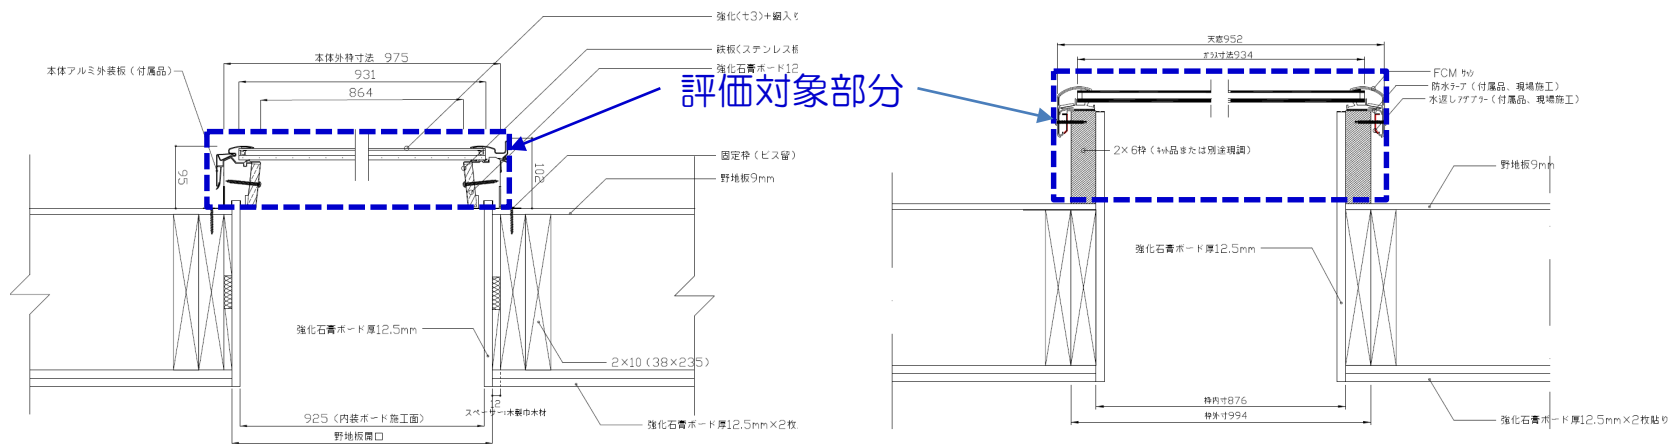 強化(t3)+網入り
鉄板(ステンレス板
強化石膏ボード12
本体外枠寸法 975
本体アルミ外装板(付属品)
931
864
評価対象部分
95
102
固定枠(ビス留)
野地板9mm
強化石膏ボード厚12.5mm
2×10(38×235)
12
スペーサー:木製巾木材
925(内装ボード施工面)
野地板開口
強化石膏ボード厚12.5mm×2枚
天窓952
ガラス寸法934
FCM サッシ
防水テープ(付属品、現場施工)
水返しアダプター(付属品、現場施工)
2×6枠(キット品または別途現調)
野地板9mm
強化石膏ボード厚12.5mm
枠内寸876
枠外寸994
強化石膏ボード厚12.5mm×2枚貼り